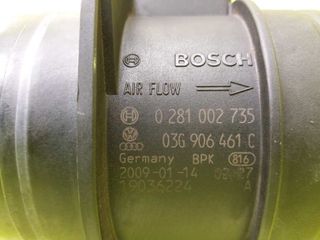 BOSCH
AIR FLOW
0 281 002 735
03G 906 461 C
Germany BPK 816
2009-01-14 02:27
19036224 A